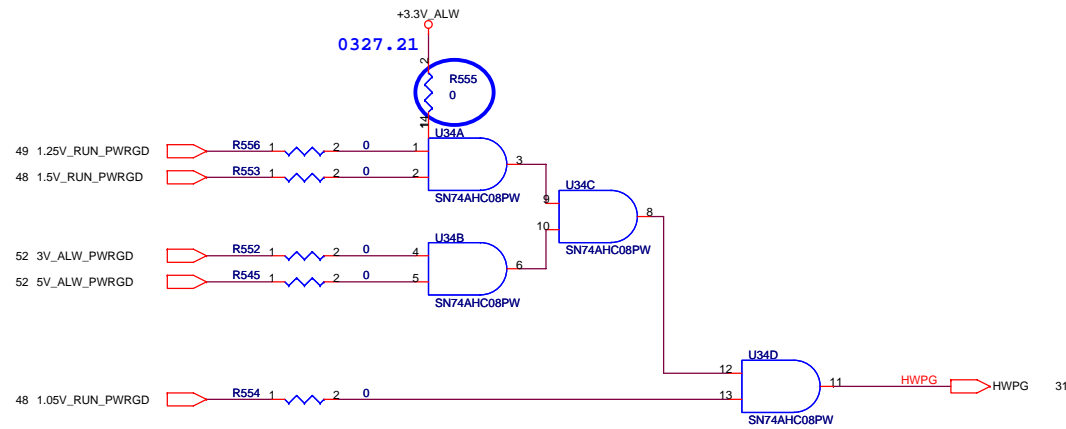 +3.3V_ALW
0327.21
2
R555
0
14
U34A
49 1.25V_RUN_PWRGD R556 1 2 0 1
3
48 1.5V_RUN_PWRGD R553 1 2 0 2
SN74AHC08PW
U34C
9
8
10
SN74AHC08PW
U34B
52 3V_ALW_PWRGD R552 1 2 0 4
6
52 5V_ALW_PWRGD R545 1 2 0 5
SN74AHC08PW
U34D
12
11 HWPG HWPG 31
48 1.05V_RUN_PWRGD R554 1 2 0 13
SN74AHC08PW